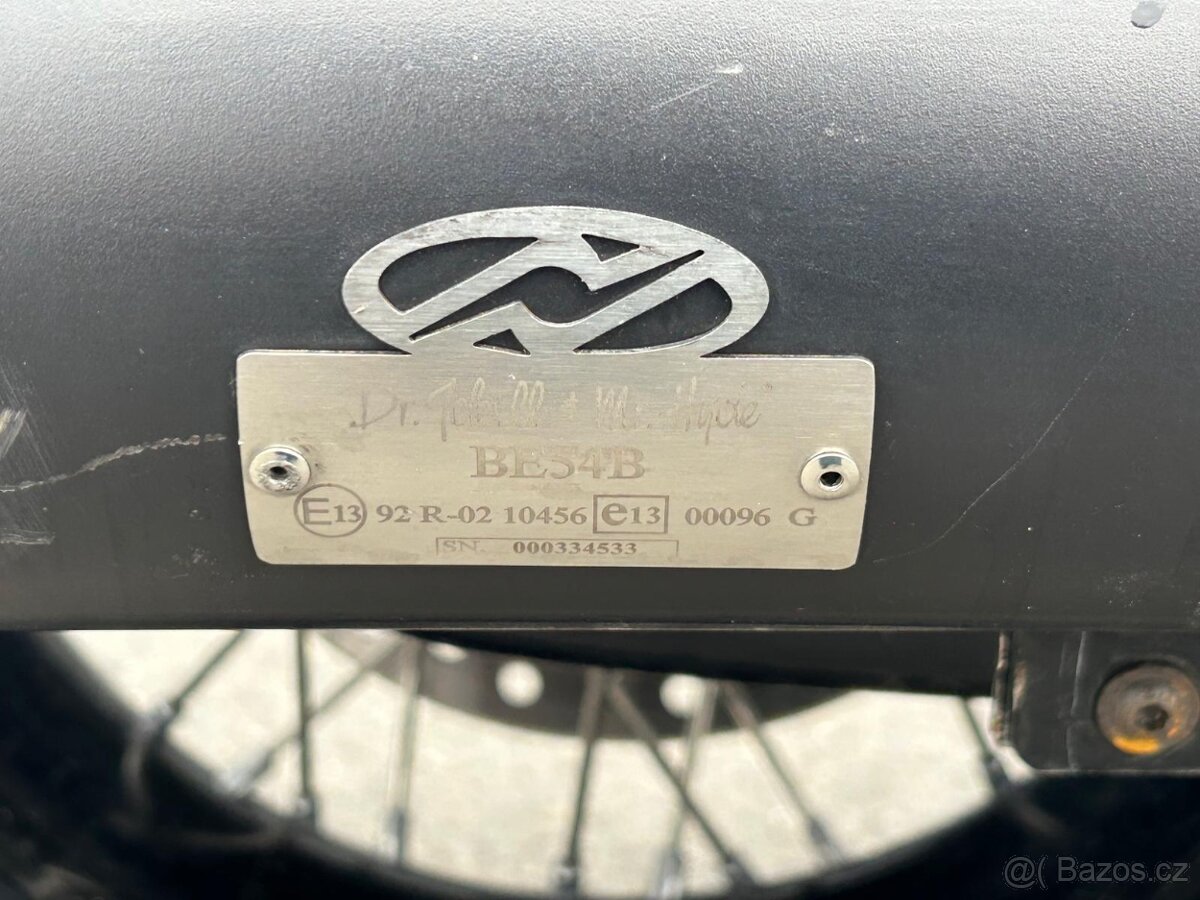 „Dr. Jekill + Mr. Hyde"
BE54B
E13 92 R-02 10456 e13 00096 G
SN. 000334533
@( Bazos.cz